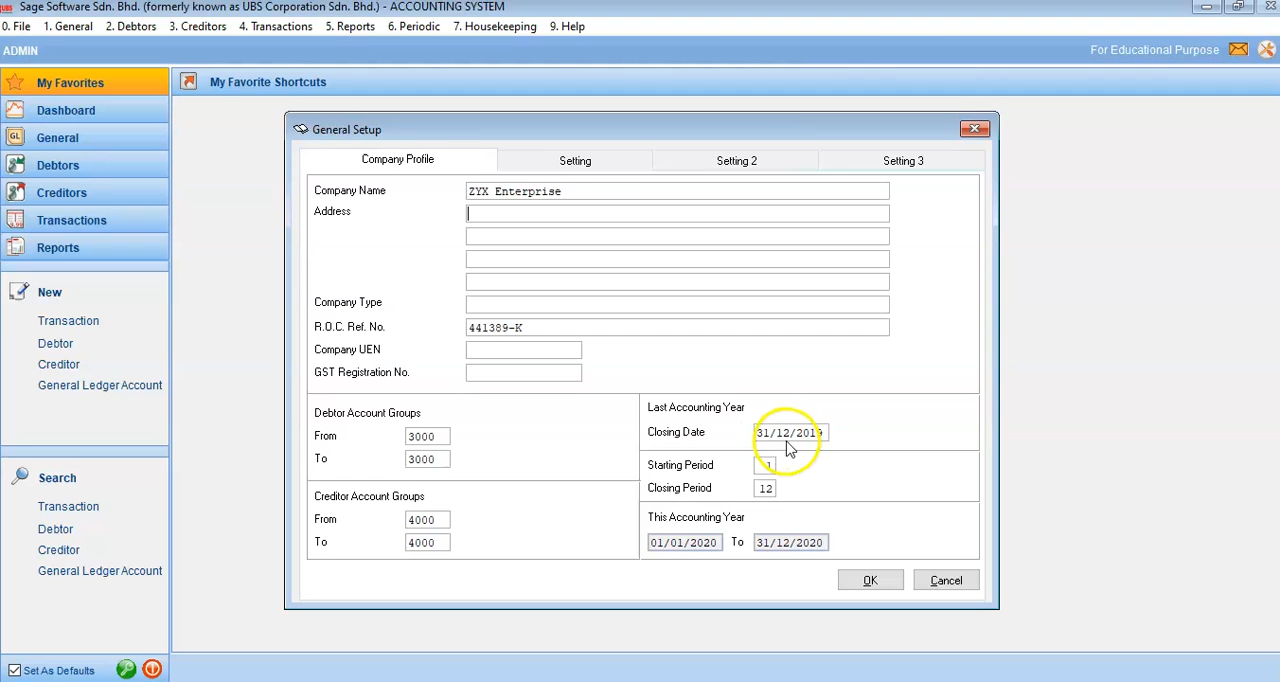 UBS Sage Software Sdn. Bhd. (formerly known as UBS Corporation Sdn. Bhd.) - ACCOUNTING SYSTEM
0. File 1. General 2. Debtors 3. Creditors 4. Transactions 5. Reports 6. Periodic 7. Housekeeping 9. Help
ADMIN For Educational Purpose
My Favorites
Dashboard
GL General
Debtors
Creditors
Transactions
Reports
New
Transaction
Debtor
Creditor
General Ledger Account
Search
Transaction
Debtor
Creditor
General Ledger Account
Set As Defaults
My Favorite Shortcuts
General Setup
Company Profile Setting Setting 2 Setting 3
Company Name ZYX Enterprise
Address
Company Type
R.O.C. Ref. No. 441389-K
Company UEN
GST Registration No.
Debtor Account Groups
From 3000
To 3000
Creditor Account Groups
From 4000
To 4000
Last Accounting Year
Closing Date 31/12/2019
Starting Period 1
Closing Period 12
This Accounting Year
01/01/2020 To 31/12/2020
OK Cancel